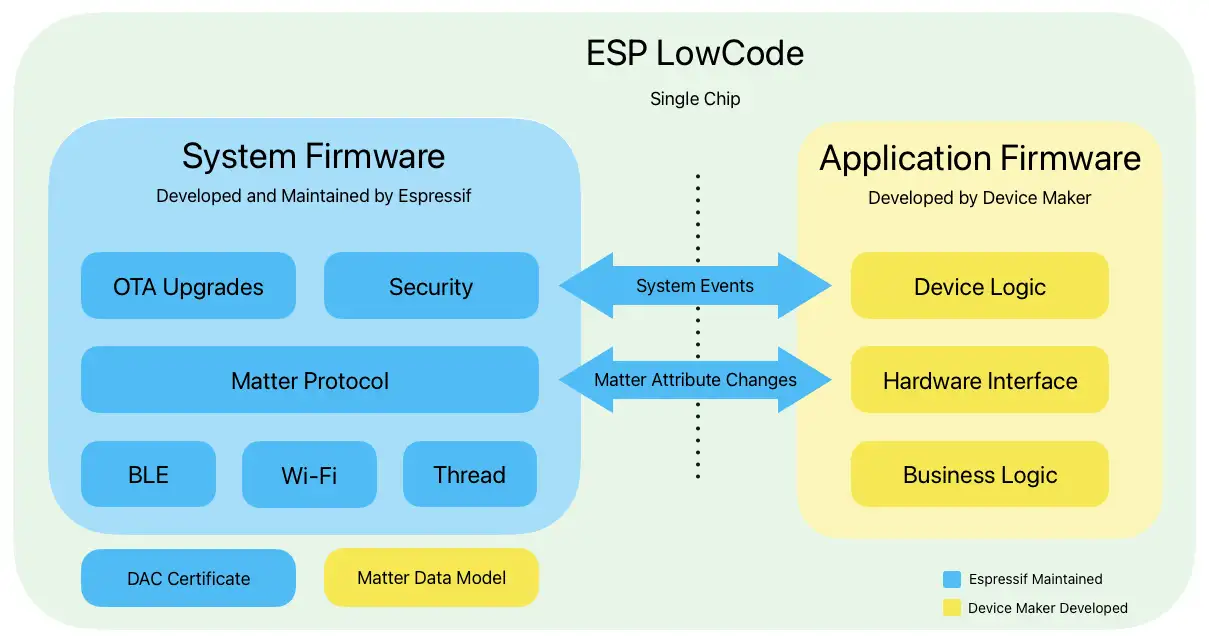 ESP LowCode
Single Chip
System Firmware
Developed and Maintained by Espressif
OTA Upgrades
Security
Matter Protocol
BLE
Wi-Fi
Thread
DAC Certificate
Matter Data Model
System Events
Matter Attribute Changes
Application Firmware
Developed by Device Maker
Device Logic
Hardware Interface
Business Logic
Espressif Maintained
Device Maker Developed